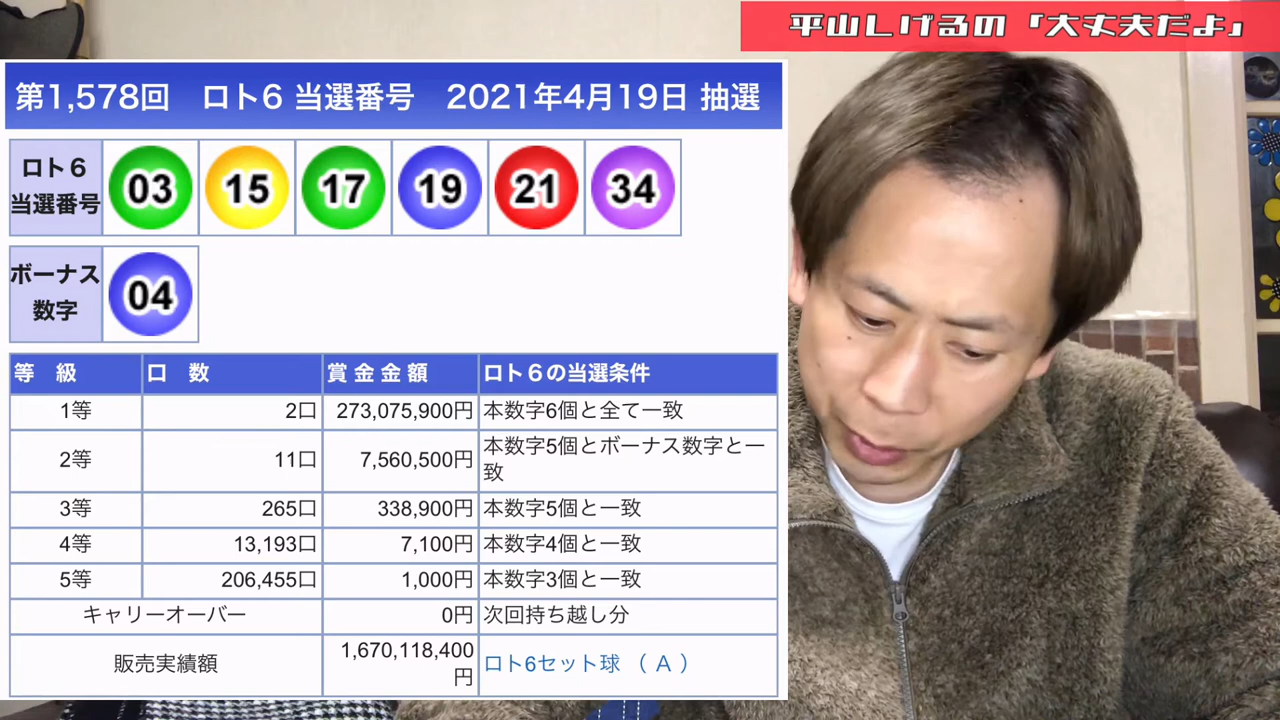 平山しげるの「大丈夫だよ」
第1,578回 ロト6 当選番号 2021年4月19日 抽選
ロト6
当選番号
03 15 17 19 21 34
ボーナス
数字
04
等 級 口 数 賞金金額 ロト6の当選条件
1等 2口 273,075,900円 本数字6個と全て一致
2等 11口 7,560,500円 本数字5個とボーナス数字と一
致
3等 265口 338,900円 本数字5個と一致
4等 13,193口 7,100円 本数字4個と一致
5等 206,455口 1,000円 本数字3個と一致
キャリーオーバー 0円 次回持ち越し分
販売実績額 1,670,118,400
円 ロト6セット球 （ A ）